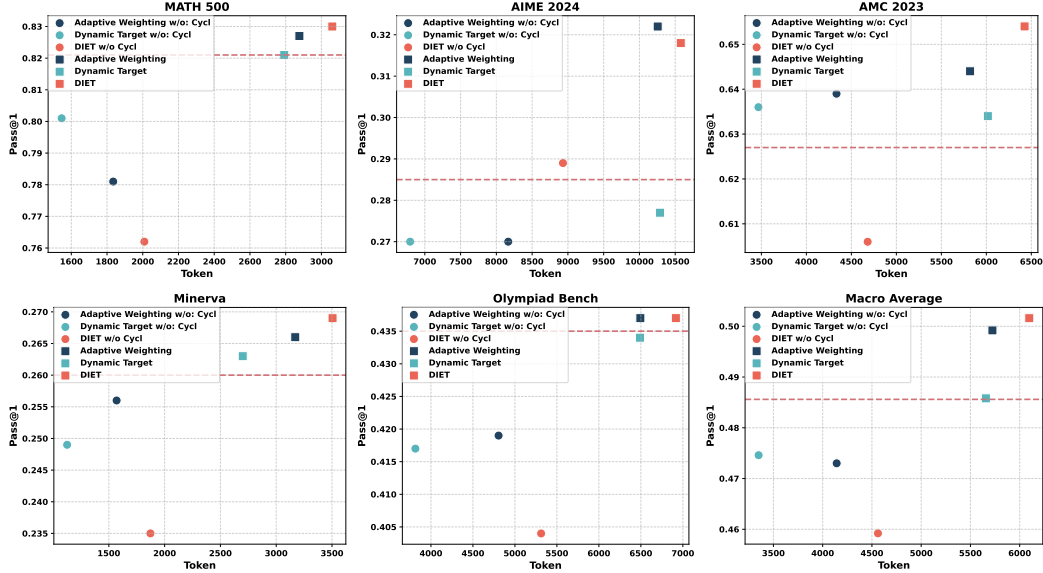 MATH 500
Pass@1
0.83
0.82
0.81
0.80
0.79
0.78
0.77
0.76
Adaptive Weighting w/o: Cycl
Dynamic Target w/o: Cycl
DIET w/o Cycl
Adaptive Weighting
Dynamic Target
DIET
1600 1800 2000 2200 2400 2600 2800 3000
Token
AIME 2024
Pass@1
0.32
0.31
0.30
0.29
0.28
0.27
Adaptive Weighting w/o: Cycl
Dynamic Target w/o: Cycl
DIET w/o Cycl
Adaptive Weighting
Dynamic Target
DIET
7000 7500 8000 8500 9000 9500 10000 10500
Token
AMC 2023
Pass@1
0.65
0.64
0.63
0.62
0.61
Adaptive Weighting w/o: Cycl
Dynamic Target w/o: Cycl
DIET w/o Cycl
Adaptive Weighting
Dynamic Target
DIET
3500 4000 4500 5000 5500 6000 6500
Token
Minerva
Pass@1
0.270
0.265
0.260
0.255
0.250
0.245
0.240
0.235
Adaptive Weighting w/o: Cycl
Dynamic Target w/o: Cycl
DIET w/o Cycl
Adaptive Weighting
Dynamic Target
DIET
1500 2000 2500 3000 3500
Token
Olympiad Bench
Pass@1
0.435
0.430
0.425
0.420
0.415
0.410
0.405
Adaptive Weighting w/o: Cycl
Dynamic Target w/o: Cycl
DIET w/o Cycl
Adaptive Weighting
Dynamic Target
DIET
4000 4500 5000 5500 6000 6500 7000
Token
Macro Average
Pass@1
0.50
0.49
0.48
0.47
0.46
Adaptive Weighting w/o: Cycl
Dynamic Target w/o: Cycl
DIET w/o Cycl
Adaptive Weighting
Dynamic Target
DIET
3500 4000 4500 5000 5500 6000
Token